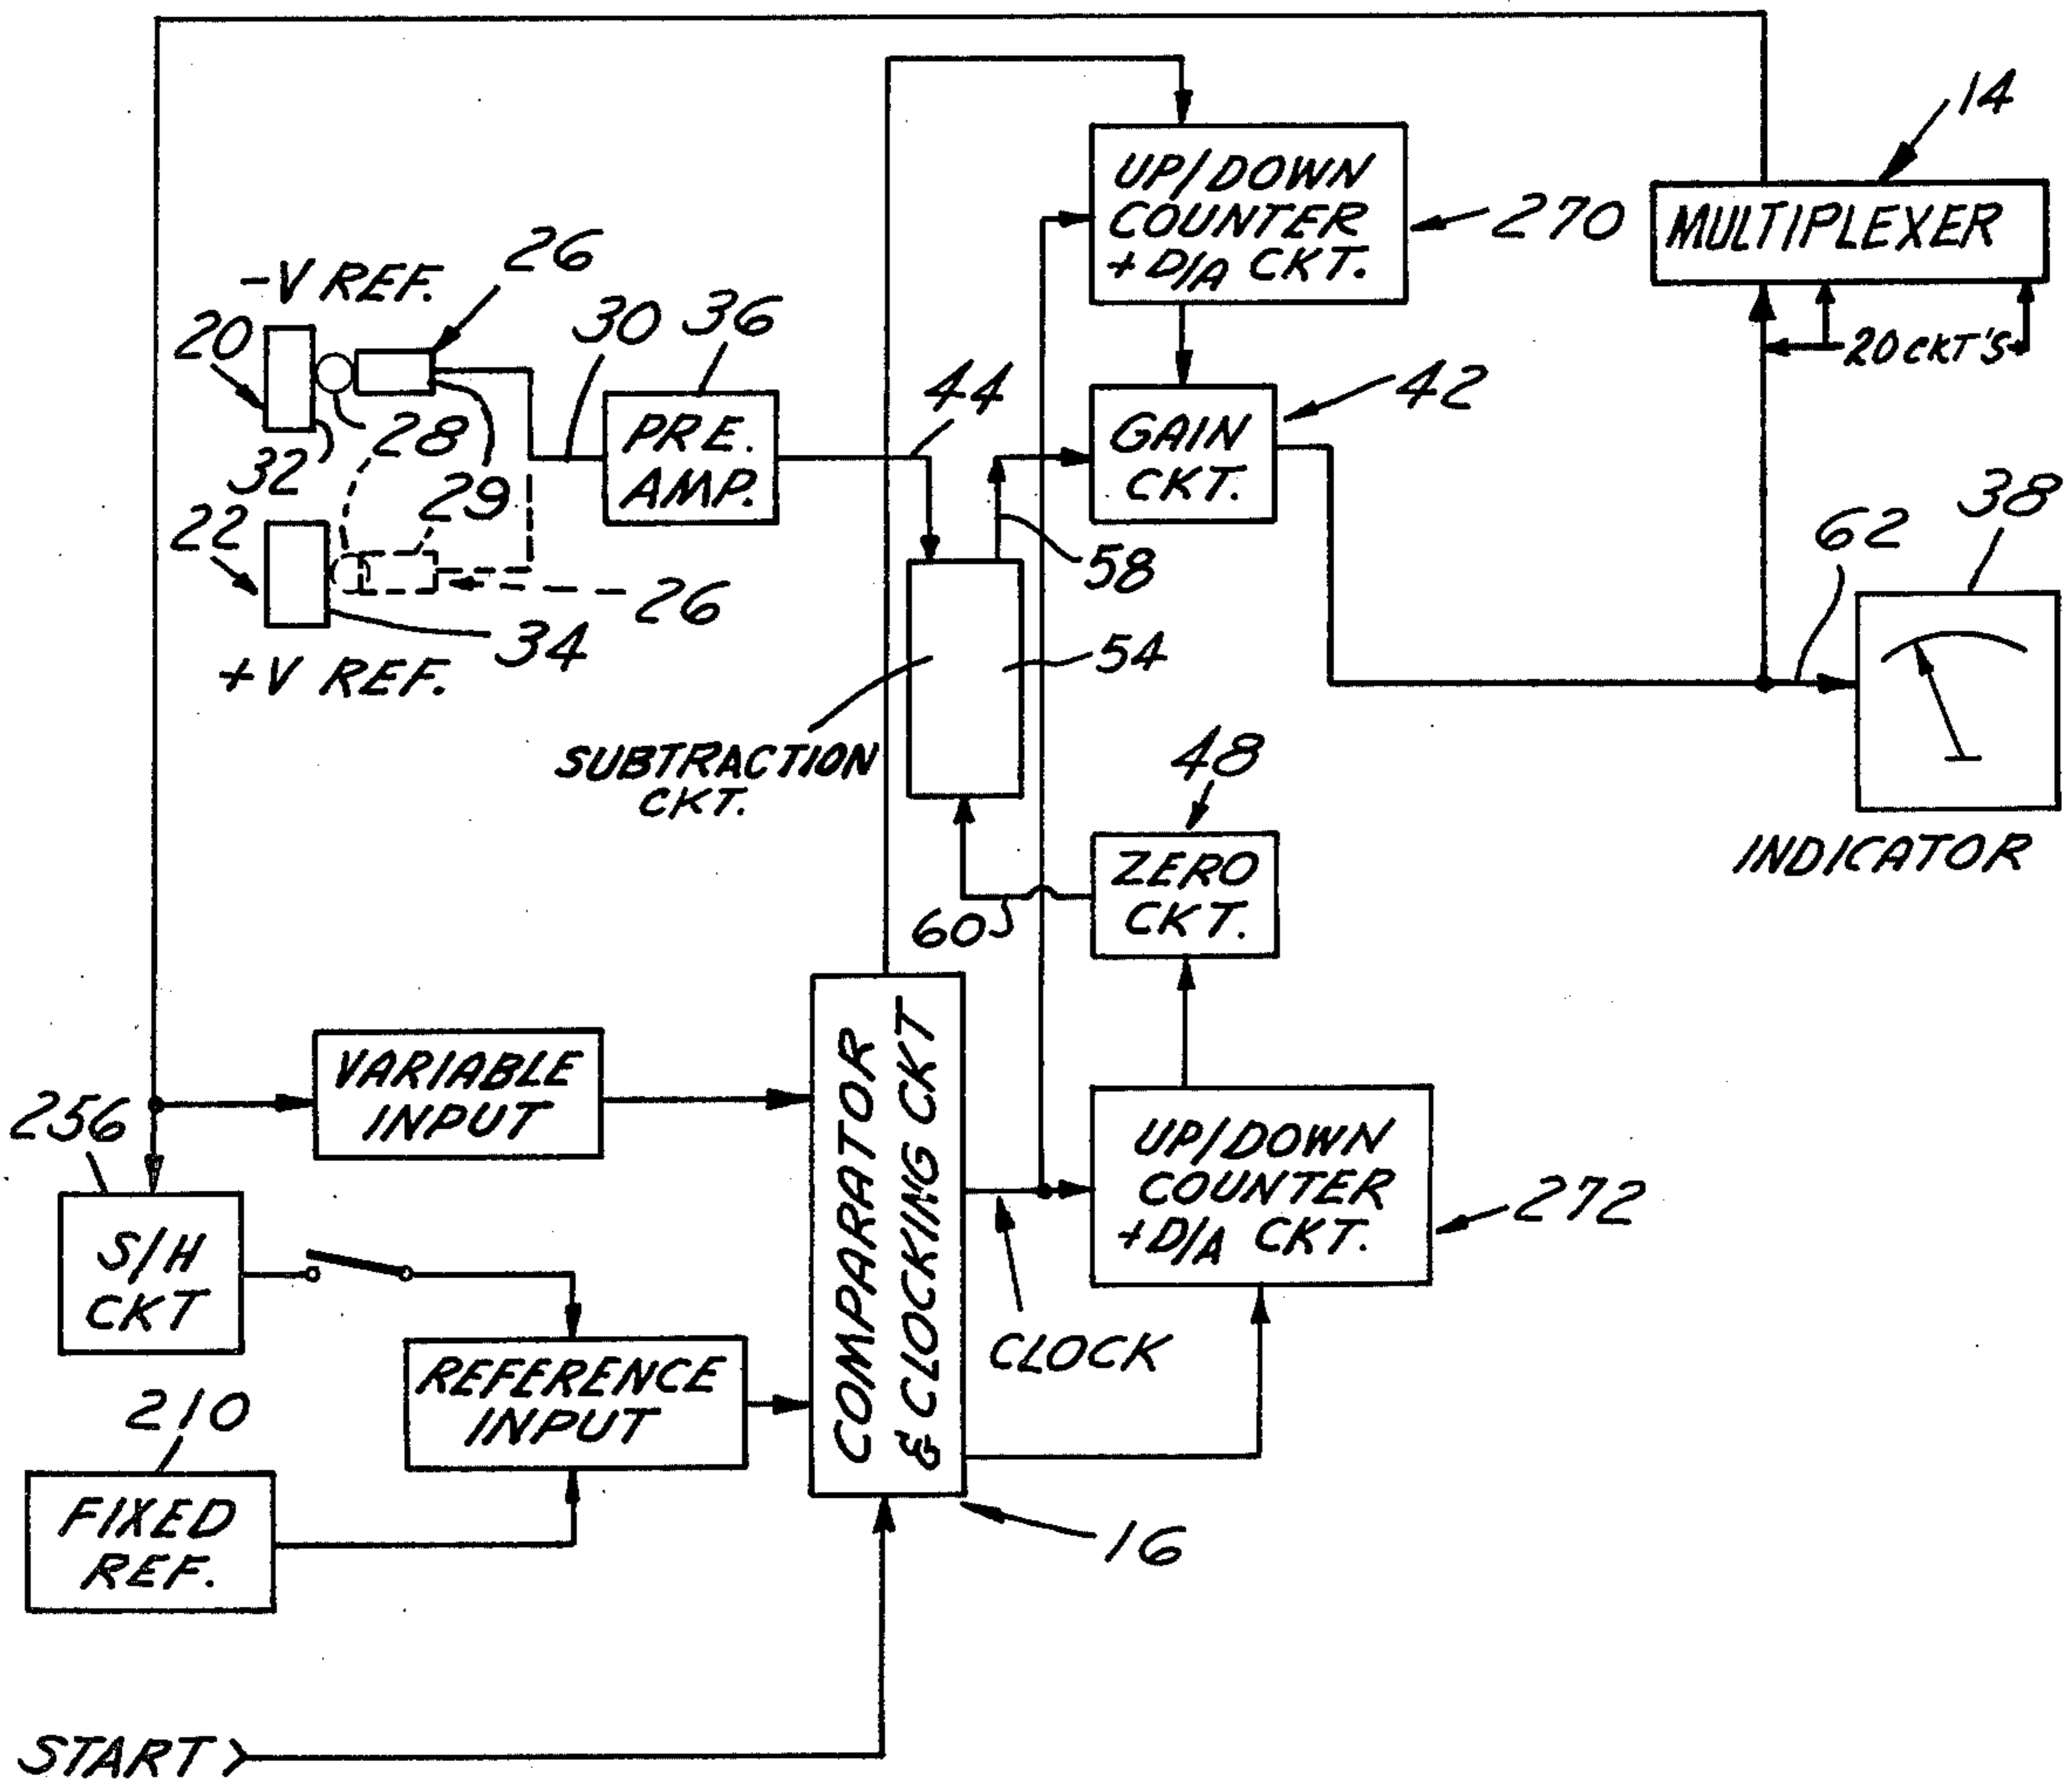 14
UP/DOWN
COUNTER
+D/A CKT.
270
MULTIPLEXER
26
-V REF.
20
30
36
20 CKT'S
44
42
28
32
PRE.
AMP.
GAIN
CKT.
29
22
38
62
58
26
34
54
+V REF.
SUBTRACTION
CKT.
48
INDICATOR
ZERO
CKT.
60
VARIABLE
INPUT
COMPARATOR
& CLOCKING CKT
256
UP/DOWN
COUNTER
+D/A CKT.
272
S/H
CKT
CLOCK
REFERENCE
INPUT
210
FIXED
REF.
16
START